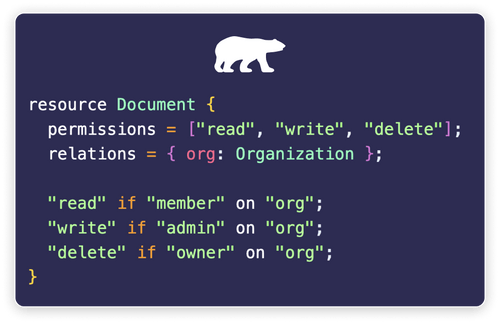 resource Document {
  permissions = ["read", "write", "delete"];
  relations = { org: Organization };
  "read" if "member" on "org";
  "write" if "admin" on "org";
  "delete" if "owner" on "org";
}